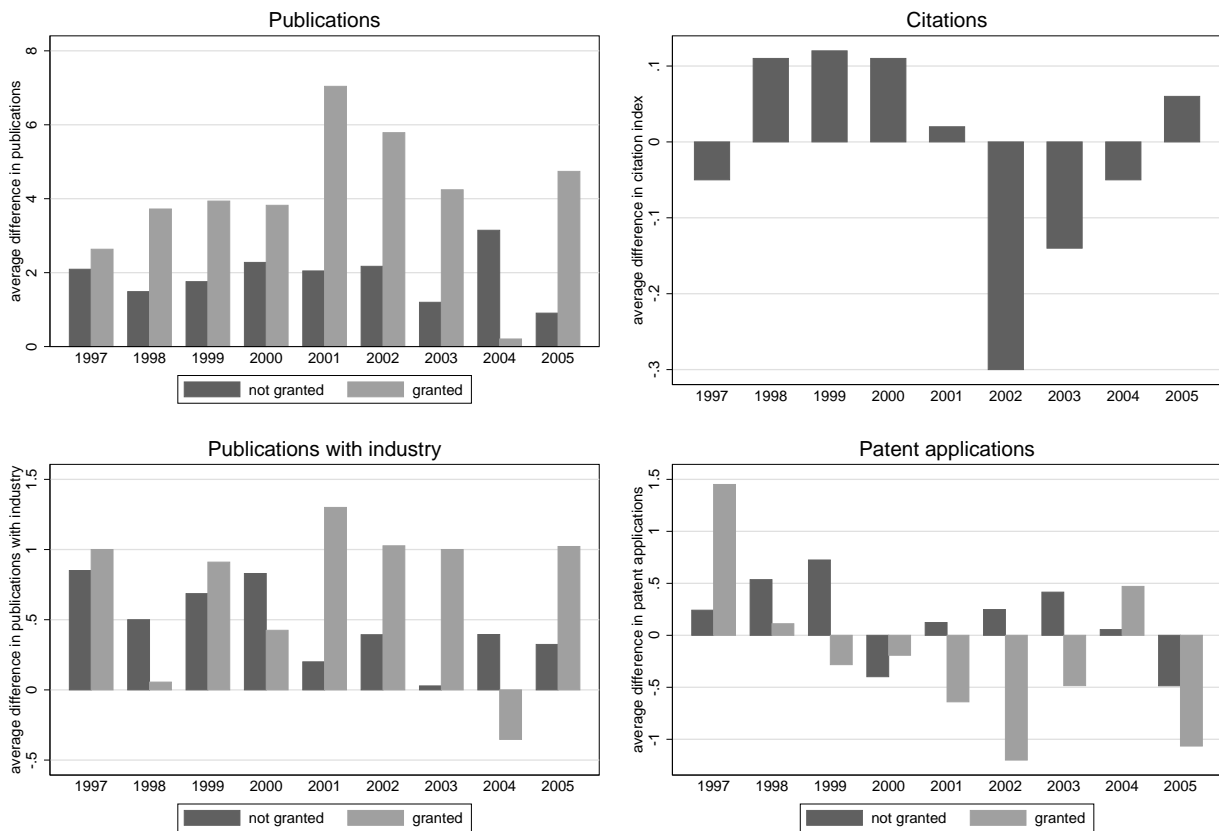 Publications
average difference in publications
8
6
4
2
0
1997 1998 1999 2000 2001 2002 2003 2004 2005
not granted granted
Citations
average difference in citation index
.1
0
-.1
-.2
-.3
1997 1998 1999 2000 2001 2002 2003 2004 2005
Publications with industry
average difference in publications with industry
1.5
1
.5
0
-.5
1997 1998 1999 2000 2001 2002 2003 2004 2005
not granted granted
Patent applications
average difference in patent applications
1.5
1
.5
0
-.5
-1
1997 1998 1999 2000 2001 2002 2003 2004 2005
not granted granted